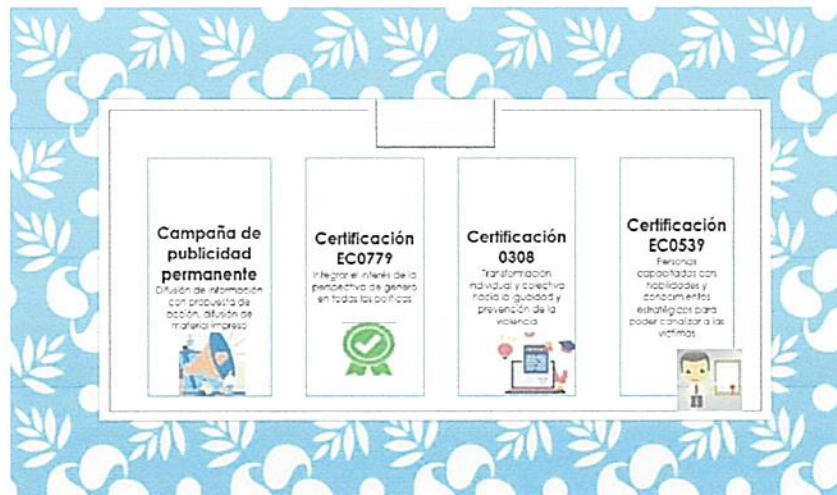 Campaña de
publicidad
permanente
Difusión de información
con propuesta de
acción, difusión de
material impreso
Certificación
EC0779
Integrar el interés de la
perspectiva de género
en todas las políticas
Certificación
0308
Transformación
individual y colectiva
hacia la igualdad y
prevención de la
violencia
Certificación
EC0539
Personas
capacitadas con
habilidades y
conocimientos
estratégicos para
poder canalizar a las
víctimas